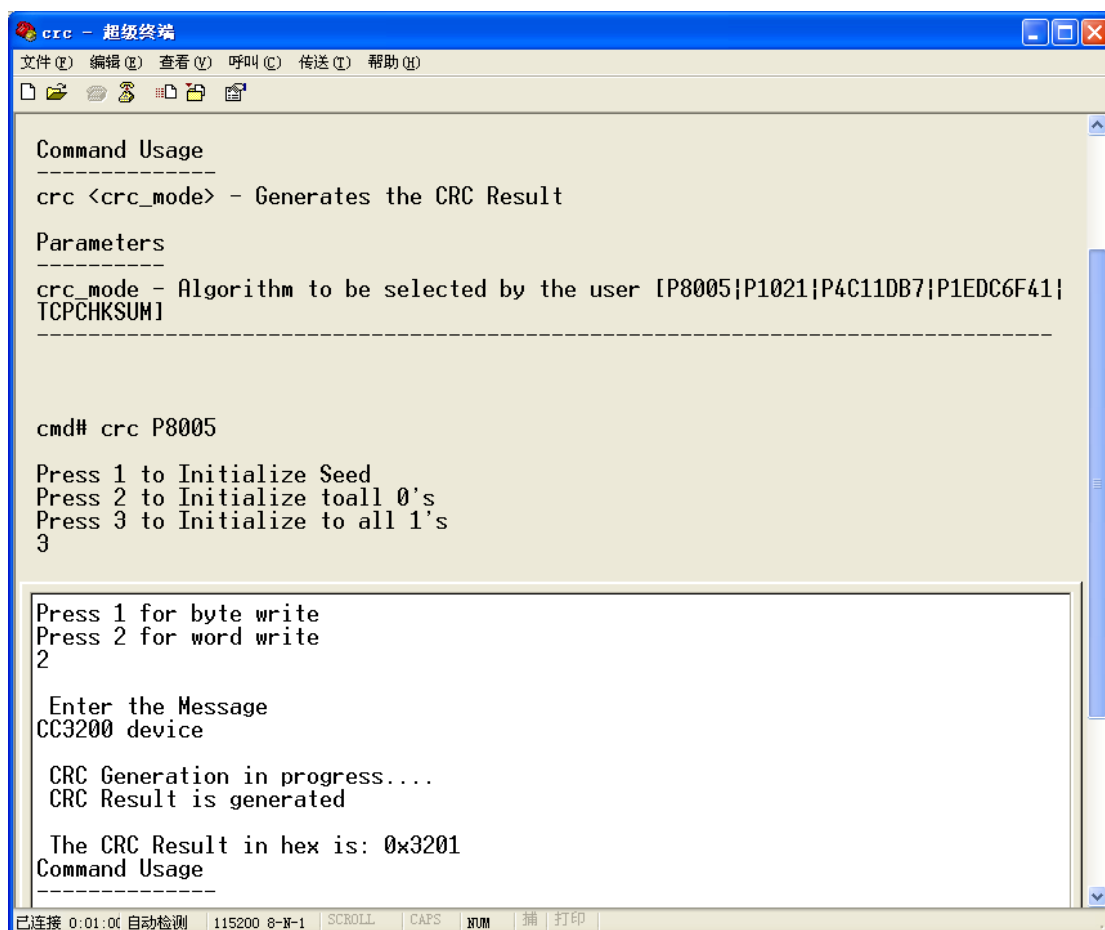 crc - 超级终端
文件(F) 编辑(E) 查看(V) 呼叫(C) 传送(T) 帮助(H)
Command Usage
--------------
crc <crc_mode> - Generates the CRC Result
Parameters
----------
crc_mode - Algorithm to be selected by the user [P8005|P1021|P4C11DB7|P1EDC6F41|
TCPCHKSUM]
-------------------------------------------------------------------------------
cmd# crc P8005
Press 1 to Initialize Seed
Press 2 to Initialize toall 0's
Press 3 to Initialize to all 1's
3
Press 1 for byte write
Press 2 for word write
2
Enter the Message
CC3200 device
CRC Generation in progress....
CRC Result is generated
The CRC Result in hex is: 0x3201
Command Usage
--------------
已连接 0:01:00 自动检测 115200 8-N-1 SCROLL CAPS NUM 捕 打印